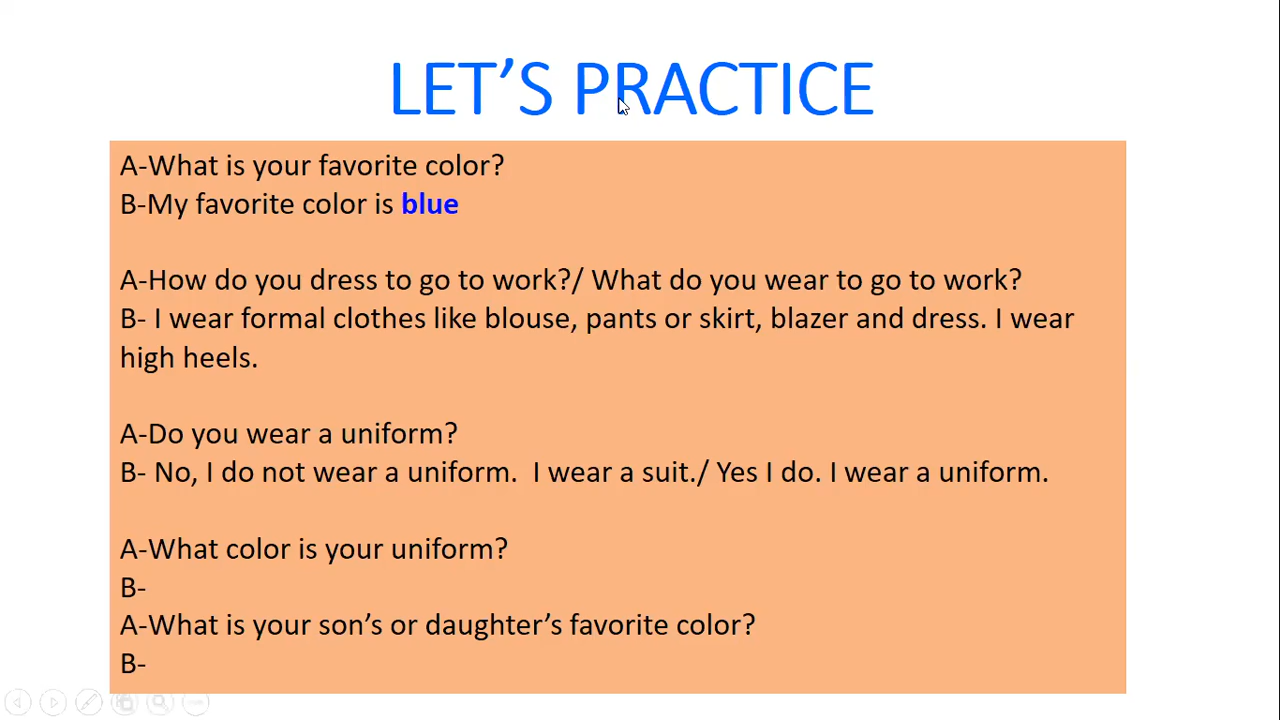 LET’S PRACTICE
A-What is your favorite color?
B-My favorite color is blue
A-How do you dress to go to work?/ What do you wear to go to work?
B- I wear formal clothes like blouse, pants or skirt, blazer and dress. I wear
high heels.
A-Do you wear a uniform?
B- No, I do not wear a uniform.  I wear a suit./ Yes I do. I wear a uniform.
A-What color is your uniform?
B-
A-What is your son’s or daughter’s favorite color?
B-